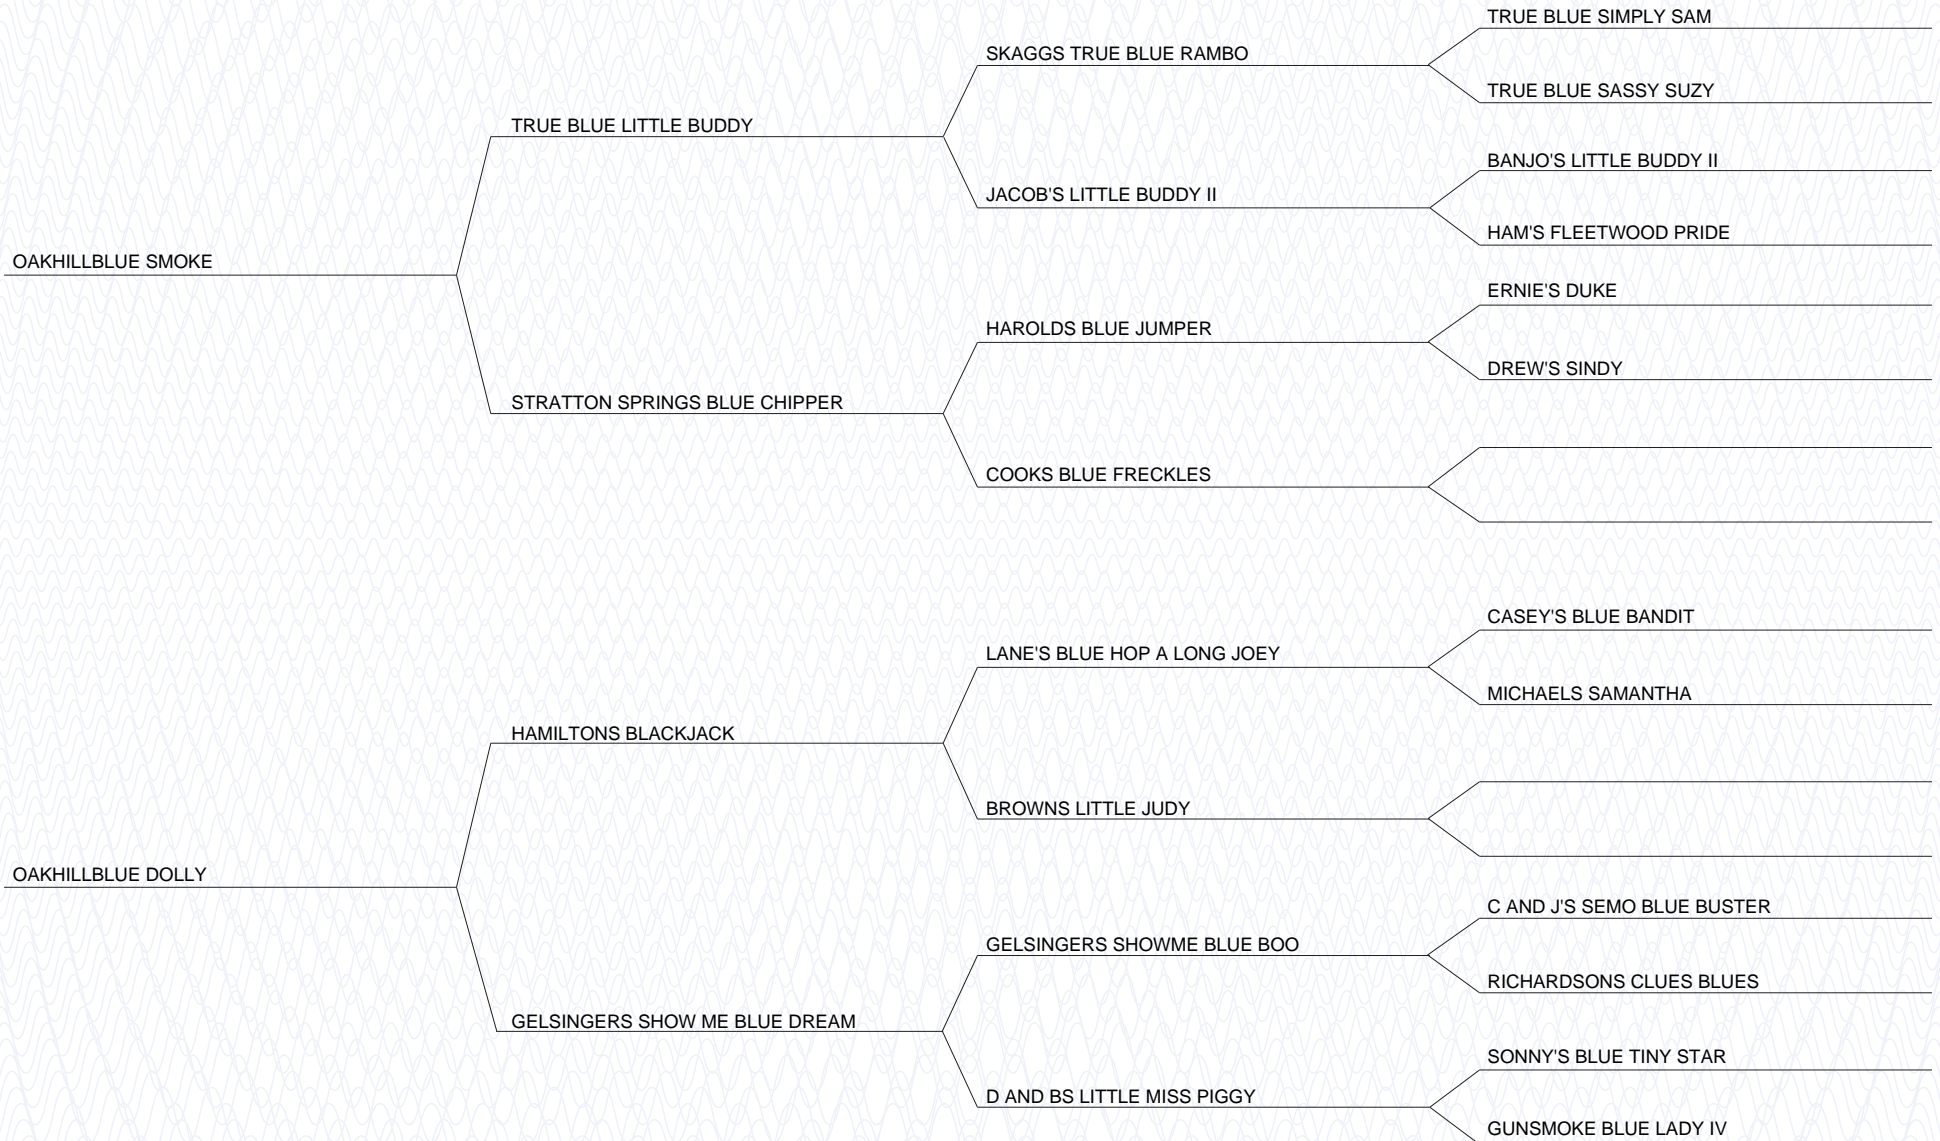 TRUE BLUE SIMPLY SAM
SKAGGS TRUE BLUE RAMBO
TRUE BLUE SASSY SUZY
TRUE BLUE LITTLE BUDDY
BANJO'S LITTLE BUDDY II
JACOB'S LITTLE BUDDY II
HAM'S FLEETWOOD PRIDE
OAKHILLBLUE SMOKE
ERNIE'S DUKE
HAROLDS BLUE JUMPER
DREW'S SINDY
STRATTON SPRINGS BLUE CHIPPER
COOKS BLUE FRECKLES
CASEY'S BLUE BANDIT
LANE'S BLUE HOP A LONG JOEY
MICHAELS SAMANTHA
HAMILTONS BLACKJACK
BROWNS LITTLE JUDY
OAKHILLBLUE DOLLY
C AND J'S SEMO BLUE BUSTER
GELSINGERS SHOWME BLUE BOO
RICHARDSONS CLUES BLUES
GELSINGERS SHOW ME BLUE DREAM
SONNY'S BLUE TINY STAR
D AND BS LITTLE MISS PIGGY
GUNSMOKE BLUE LADY IV